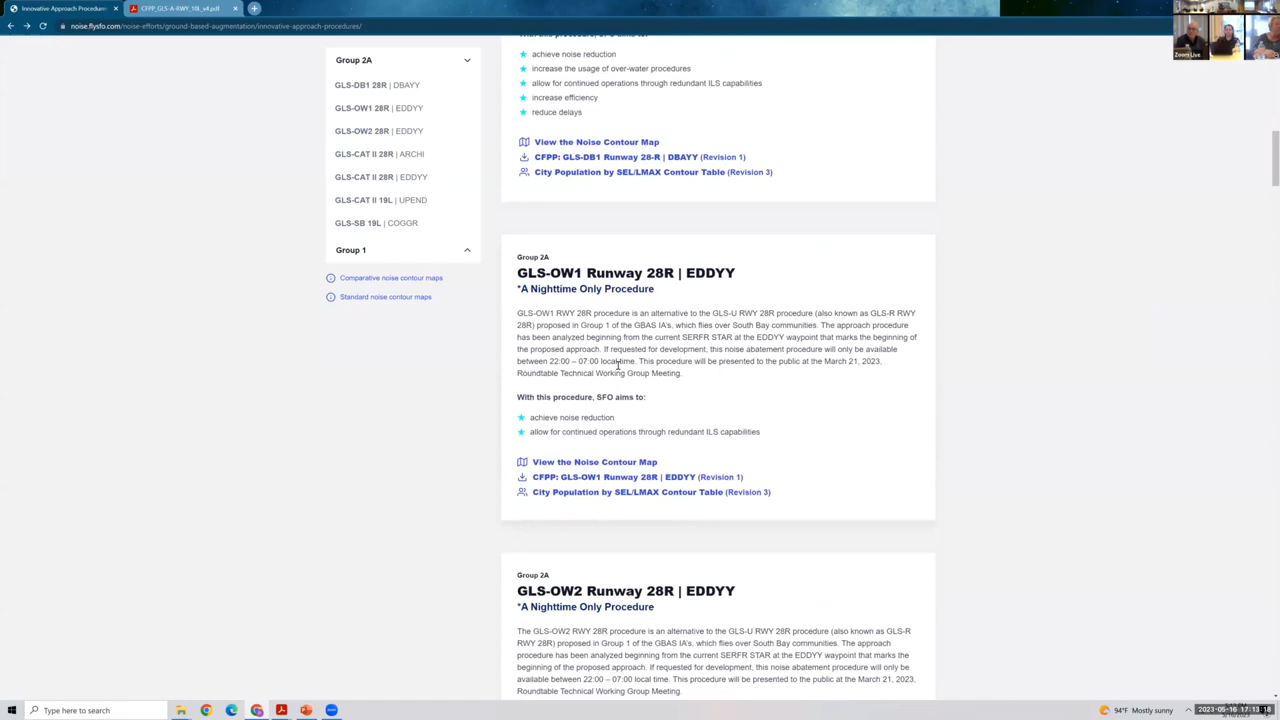 Innovative Approach Procedures
CFPP_GLS-A-RWY_10L_v4.pdf
noise.flysfo.com/noise-efforts/ground-based-augmentation/innovative-approach-procedures/
Zoom Live
Group 2A
GLS-DB1 28R | DBAYY
GLS-OW1 28R | EDDYY
GLS-OW2 28R | EDDYY
GLS-CAT II 28R | ARCHI
GLS-CAT II 28R | EDDYY
GLS-CAT II 19L | UPEND
GLS-SB 19L | COGGR
Group 1
Comparative noise contour maps
Standard noise contour maps
With this procedure, SFO aims to:
achieve noise reduction
increase the usage of over-water procedures
allow for continued operations through redundant ILS capabilities
increase efficiency
reduce delays
View the Noise Contour Map
CFPP: GLS-DB1 Runway 28-R | DBAYY (Revision 1)
City Population by SEL/LMAX Contour Table (Revision 3)
Group 2A
GLS-OW1 Runway 28R | EDDYY
*A Nighttime Only Procedure
GLS-OW1 RWY 28R procedure is an alternative to the GLS-U RWY 28R procedure (also known as GLS-R RWY
28R) proposed in Group 1 of the GBAS IA's, which flies over South Bay communities. The approach procedure
has been analyzed beginning from the current SERFR STAR at the EDDYY waypoint that marks the beginning of
the proposed approach. If requested for development, this noise abatement procedure will only be available
between 22:00 – 07:00 local time. This procedure will be presented to the public at the March 21, 2023,
Roundtable Technical Working Group Meeting.
With this procedure, SFO aims to:
achieve noise reduction
allow for continued operations through redundant ILS capabilities
View the Noise Contour Map
CFPP: GLS-OW1 Runway 28R | EDDYY (Revision 1)
City Population by SEL/LMAX Contour Table (Revision 3)
Group 2A
GLS-OW2 Runway 28R | EDDYY
*A Nighttime Only Procedure
The GLS-OW2 RWY 28R procedure is an alternative to the GLS-U RWY 28R procedure (also known as GLS-R
RWY 28R) proposed in Group 1 of the GBAS IA's, which flies over South Bay communities. The approach
procedure has been analyzed beginning from the current SERFR STAR at the EDDYY waypoint that marks the
beginning of the proposed approach. If requested for development, this noise abatement procedure will only be
available between 22:00 – 07:00 local time. This procedure will be presented to the public at the March 21, 2023.
Roundtable Technical Working Group Meeting.
Type here to search
94°F Mostly sunny
2023-05-16 17:13:18